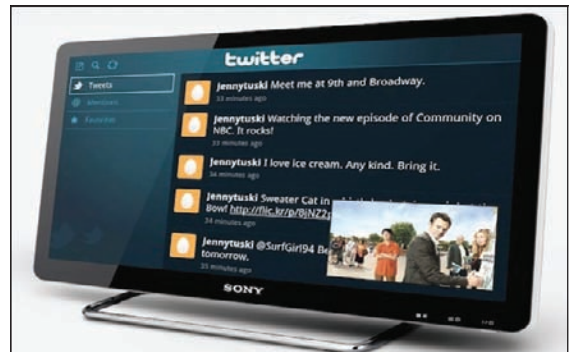 twitter
Tweets
Mentions
Favorites
Jennytuski Meet me at 9th and Broadway.
33 minutes ago
Jennytuski Watching the new episode of Community on
NBC. It rocks!
33 minutes ago
Jennytuski I love ice cream. Any kind. Bring it.
34 minutes ago
Jennytuski Sweater Cat in
Bowl http://flic.kr/p/8jNZ2p
34 minutes ago
Jennytuski @SurfGirl94
tomorrow.
35 minutes ago
SONY